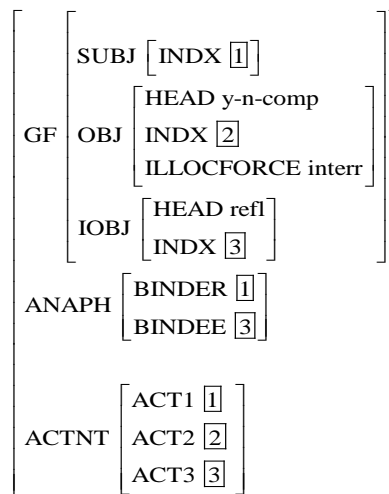 SUBJ [INDX 1]
HEAD y-n-comp
GF OBJ INDX 2
ILLOCFORCE interr
HEAD refl
IOBJ
INDX 3
BINDER 1
ANAPH
BINDEE 3
ACT1 1
ACTNT ACT2 2
ACT3 3